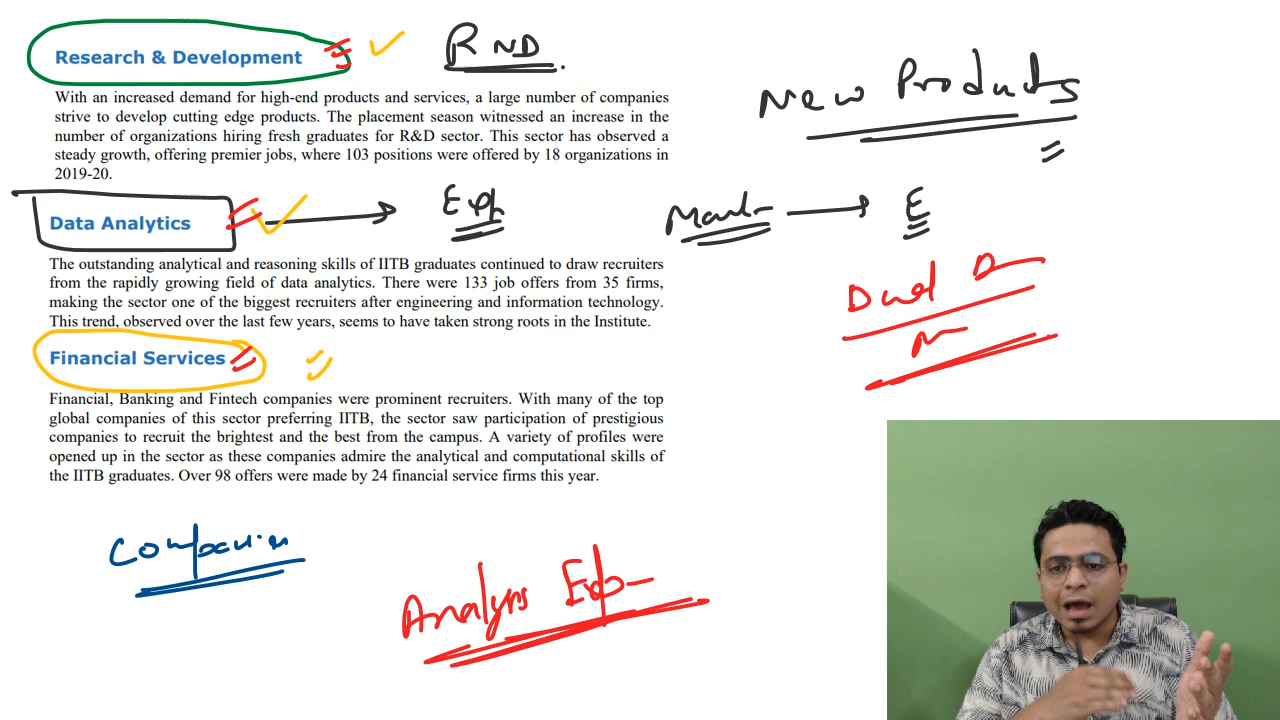 Research & Development
RND
With an increased demand for high-end products and services, a large number of companies
strive to develop cutting edge products. The placement season witnessed an increase in the
number of organizations hiring fresh graduates for R&D sector. This sector has observed a
steady growth, offering premier jobs, where 103 positions were offered by 18 organizations in
2019-20.
New Products
Data Analytics
Exp
E
The outstanding analytical and reasoning skills of IITB graduates continued to draw recruiters
from the rapidly growing field of data analytics. There were 133 job offers from 35 firms,
making the sector one of the biggest recruiters after engineering and information technology.
This trend, observed over the last few years, seems to have taken strong roots in the Institute.
Dual D
Financial Services
Financial, Banking and Fintech companies were prominent recruiters. With many of the top
global companies of this sector preferring IITB, the sector saw participation of prestigious
companies to recruit the brightest and the best from the campus. A variety of profiles were
opened up in the sector as these companies admire the analytical and computational skills of
the IITB graduates. Over 98 offers were made by 24 financial service firms this year.
Analysis Exp